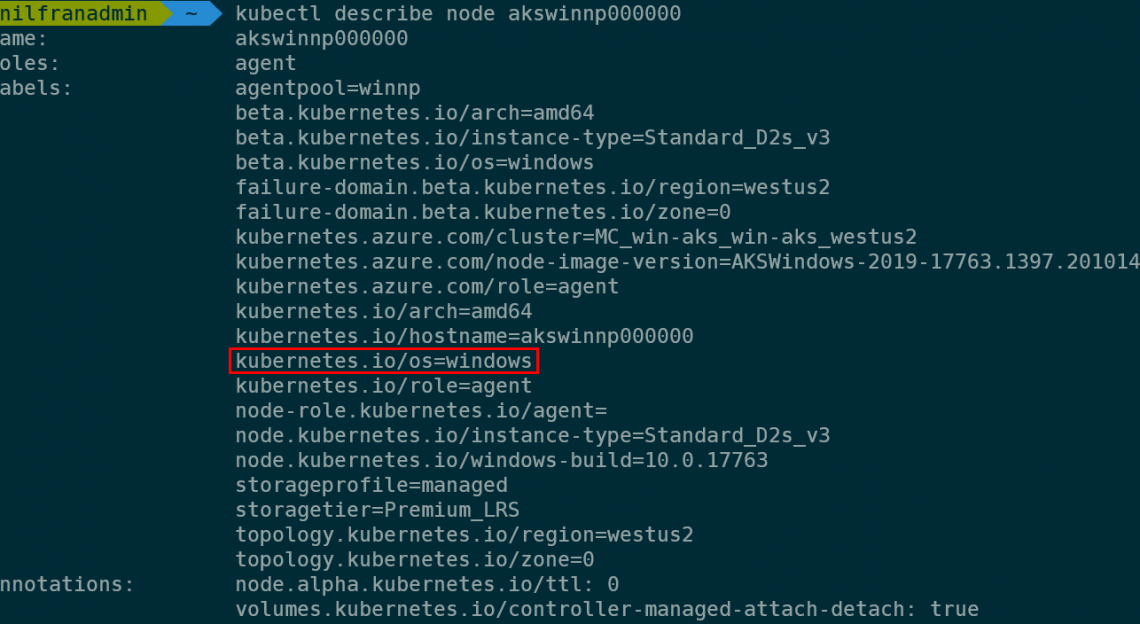 nilfranadmin ~ kubectl describe node akswinnp000000
ame: akswinnp000000
oles: agent
abels: agentpool=winnp
beta.kubernetes.io/arch=amd64
beta.kubernetes.io/instance-type=Standard_D2s_v3
beta.kubernetes.io/os=windows
failure-domain.beta.kubernetes.io/region=westus2
failure-domain.beta.kubernetes.io/zone=0
kubernetes.azure.com/cluster=MC_win-aks_win-aks_westus2
kubernetes.azure.com/node-image-version=AKSWindows-2019-17763.1397.201014
kubernetes.azure.com/role=agent
kubernetes.io/arch=amd64
kubernetes.io/hostname=akswinnp000000
kubernetes.io/os=windows
kubernetes.io/role=agent
node-role.kubernetes.io/agent=
node.kubernetes.io/instance-type=Standard_D2s_v3
node.kubernetes.io/windows-build=10.0.17763
storageprofile=managed
storagetier=Premium_LRS
topology.kubernetes.io/region=westus2
topology.kubernetes.io/zone=0
nnotations: node.alpha.kubernetes.io/ttl: 0
volumes.kubernetes.io/controller-managed-attach-detach: true